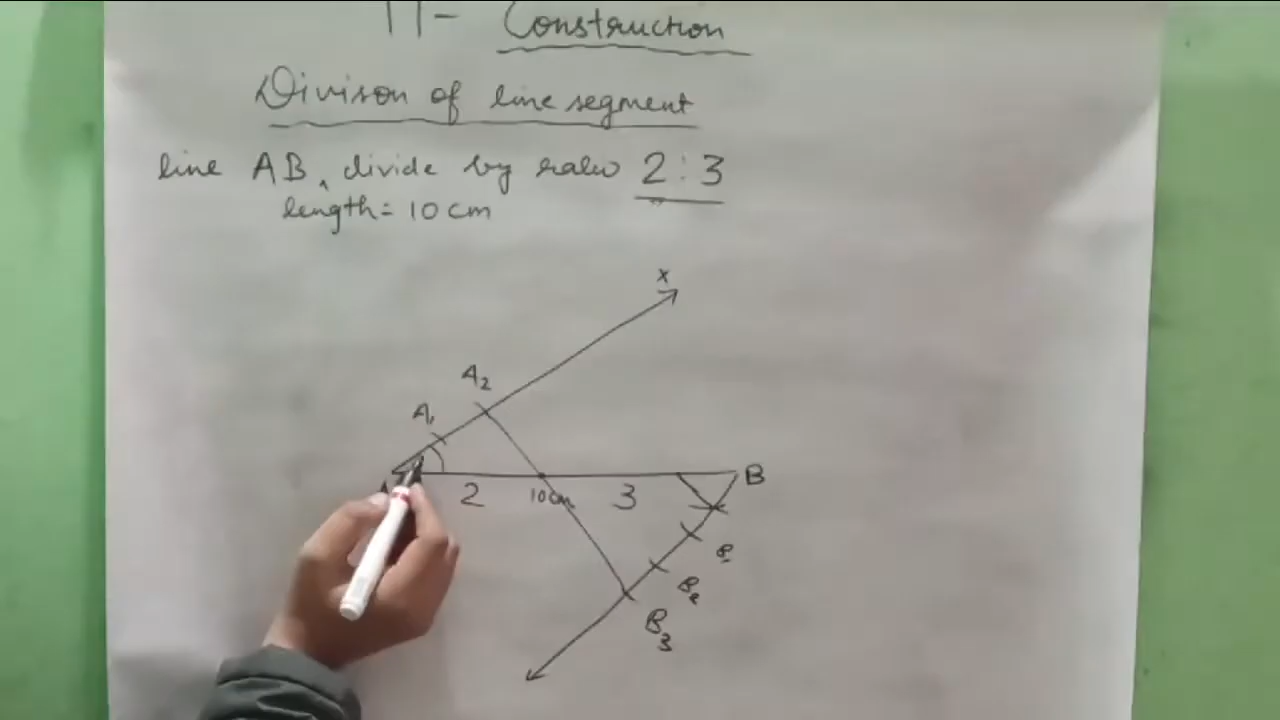 11 - Construction
Divison of line segment
line AB, divide by ratio 2:3
length = 10 cm
x
A2
A1
B
2
10cm
3
B2
B3